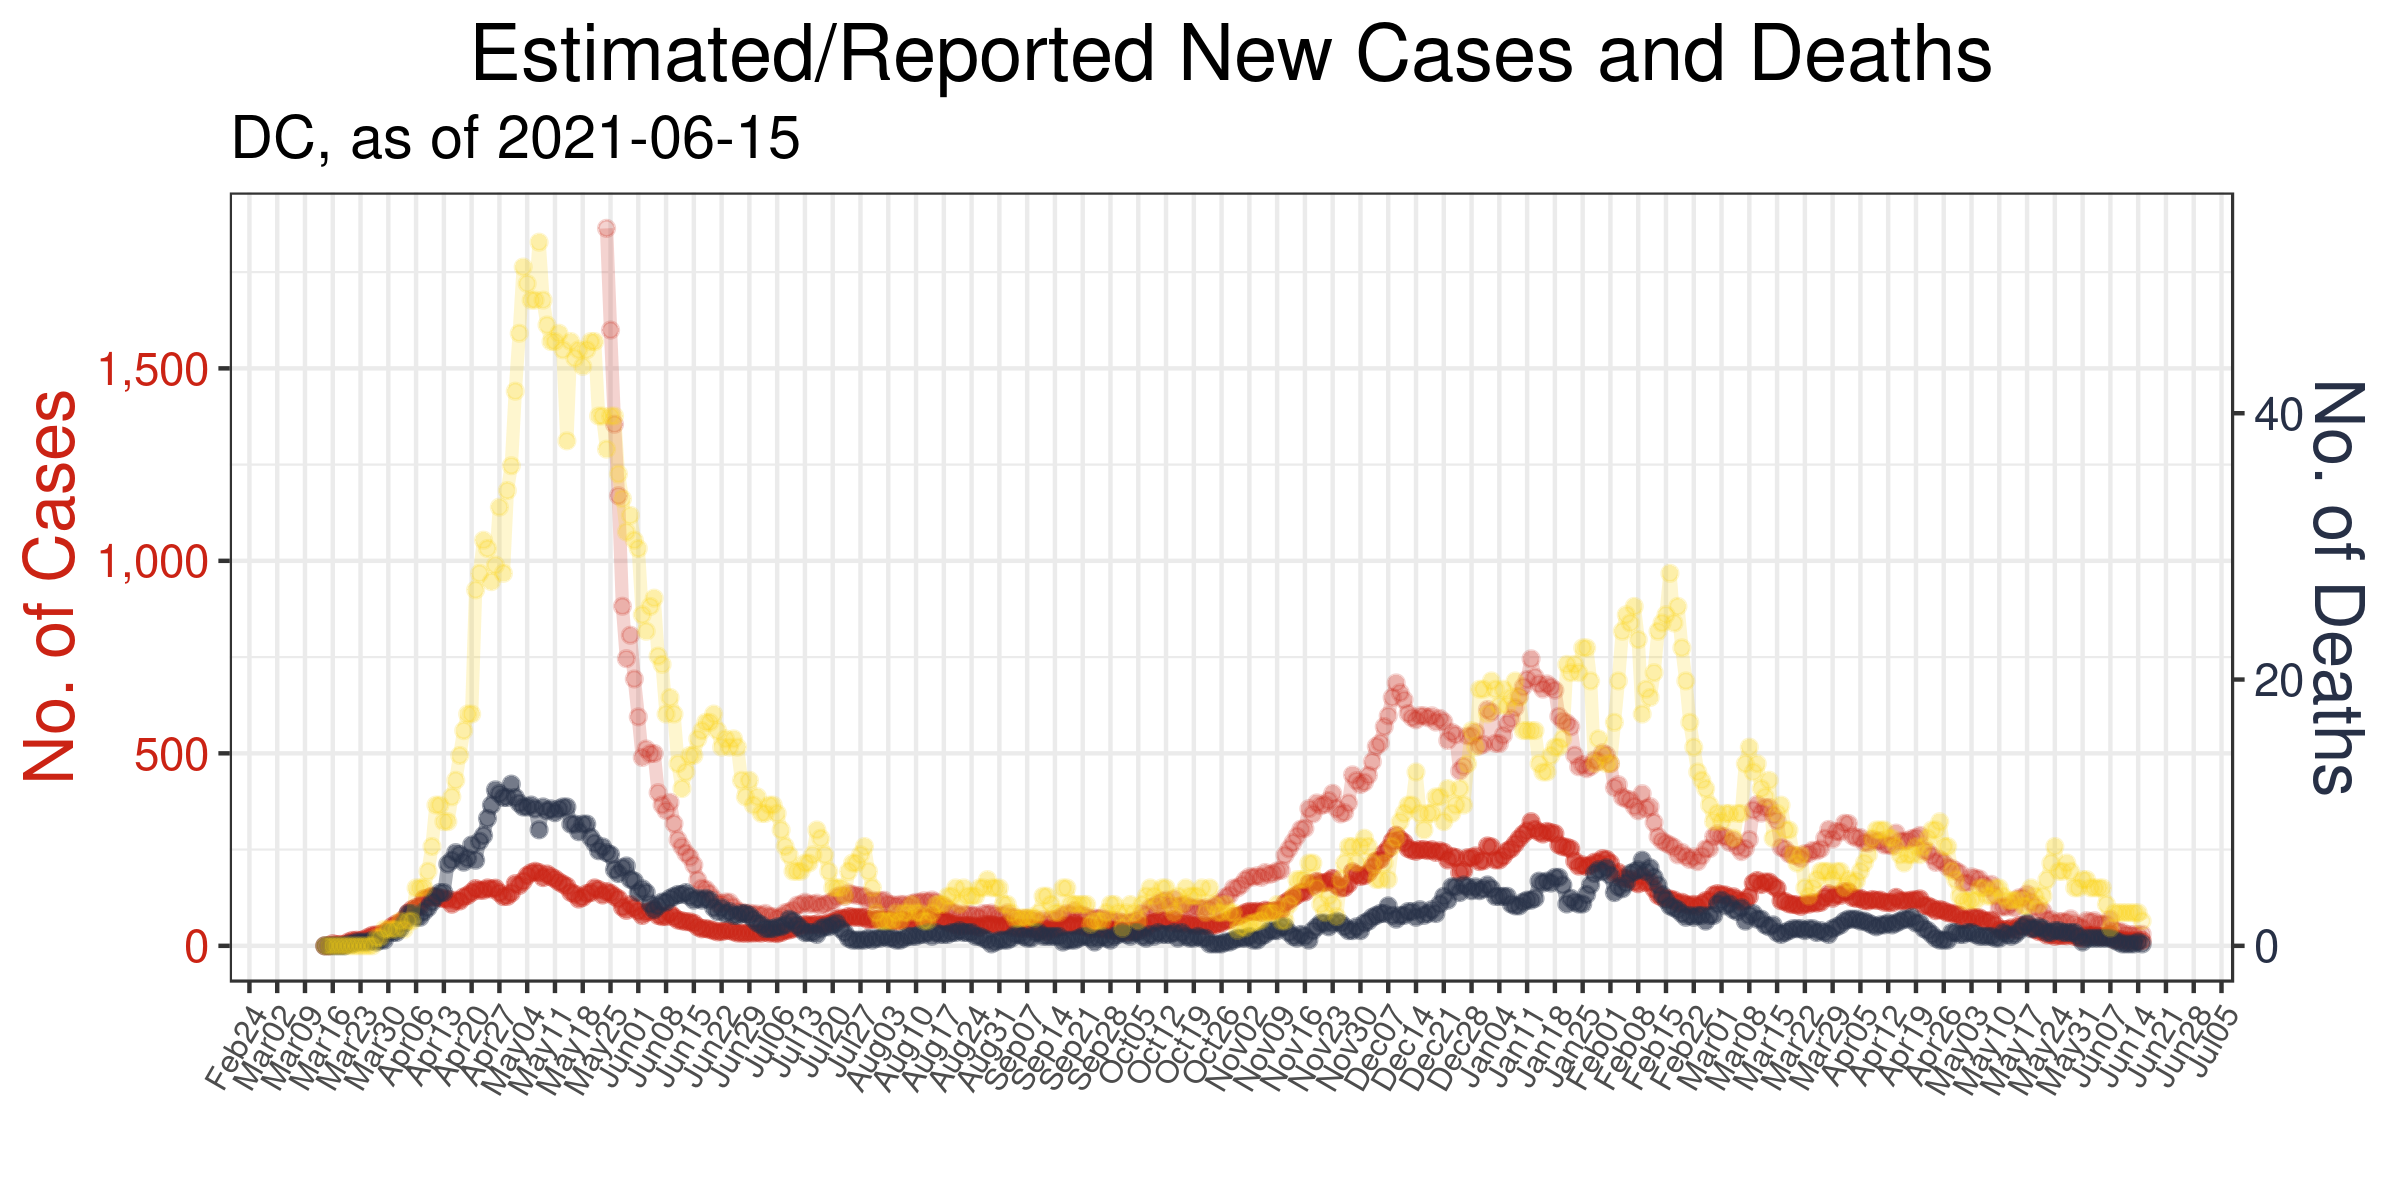 Estimated/Reported New Cases and Deaths
DC, as of 2021-06-15
No. of Cases
1,500
1,000
500
0
40
20
0
No. of Deaths
Feb24
Mar02
Mar09
Mar16
Mar23
Mar30
Apr06
Apr13
Apr20
Apr27
May04
May11
May18
May25
Jun01
Jun08
Jun15
Jun22
Jun29
Jul06
Jul13
Jul20
Jul27
Aug03
Aug10
Aug17
Aug24
Aug31
Sep07
Sep14
Sep21
Sep28
Oct05
Oct12
Oct19
Oct26
Nov02
Nov09
Nov16
Nov23
Nov30
Dec07
Dec14
Dec21
Dec28
Jan04
Jan11
Jan18
Jan25
Feb01
Feb08
Feb15
Feb22
Mar01
Mar08
Mar15
Mar22
Mar29
Apr05
Apr12
Apr19
Apr26
May03
May10
May17
May24
May31
Jun07
Jun14
Jun21
Jun28
Jul05